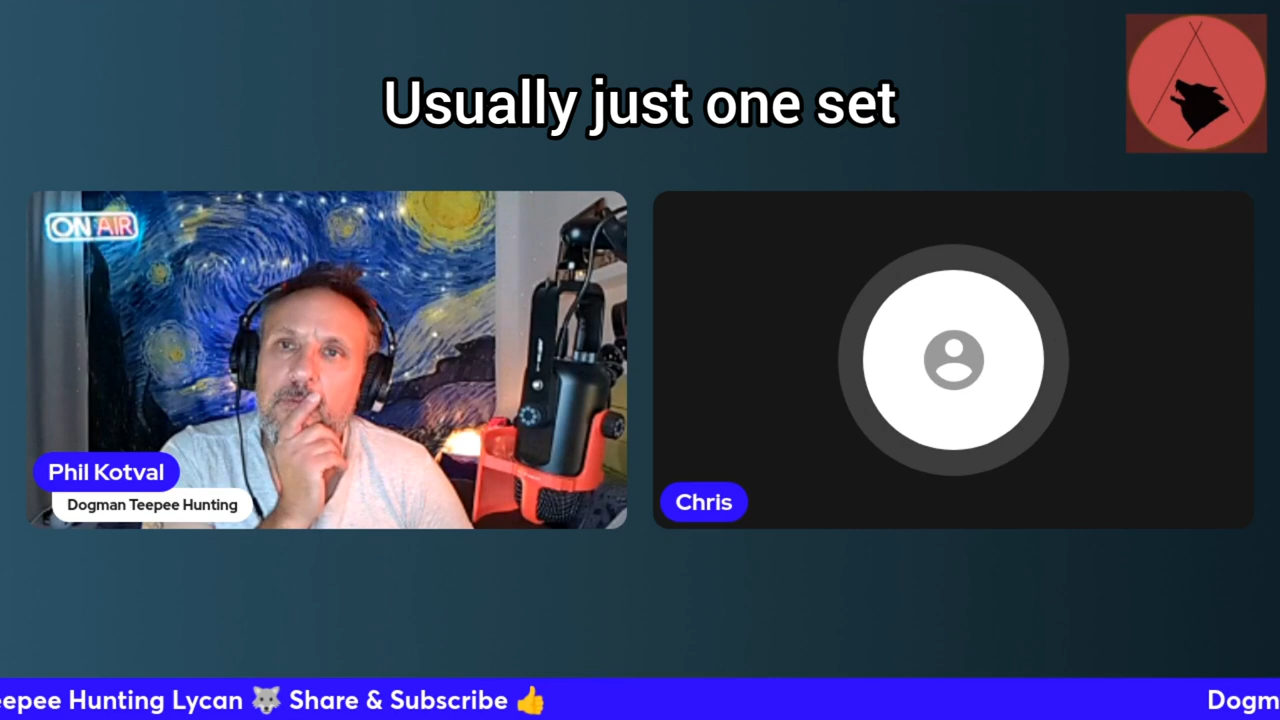 Usually just one set
ON AIR
Phil Kotval
Dogman Teepee Hunting
Chris
eepee Hunting Lycan 🐺 Share & Subscribe 👍
Dogm